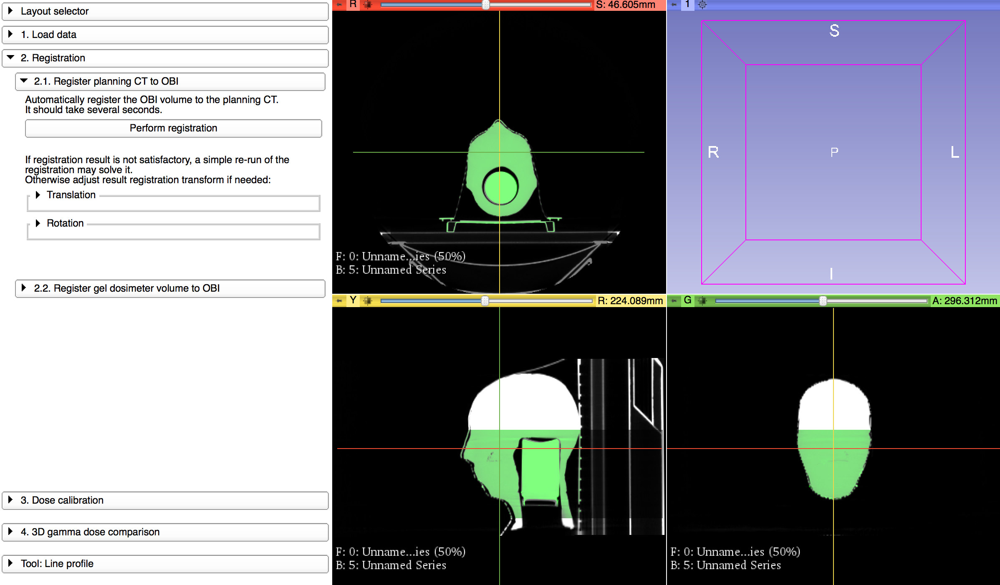 Layout selector
1. Load data
2. Registration
2.1. Register planning CT to OBI
Automatically register the OBI volume to the planning CT.
It should take several seconds.
Perform registration
If registration result is not satisfactory, a simple re-run of the
registration may solve it.
Otherwise adjust result registration transform if needed:
Translation
Rotation
2.2. Register gel dosimeter volume to OBI
3. Dose calibration
4. 3D gamma dose comparison
Tool: Line profile
R
S: 46.605mm
F: 0: Unname...ies (50%)
B: 5: Unnamed Series
1
S
R
P
L
I
Y
R: 224.089mm
F: 0: Unname...ies (50%)
B: 5: Unnamed Series
G
A: 296.312mm
F: 0: Unname...ies (50%)
B: 5: Unnamed Series